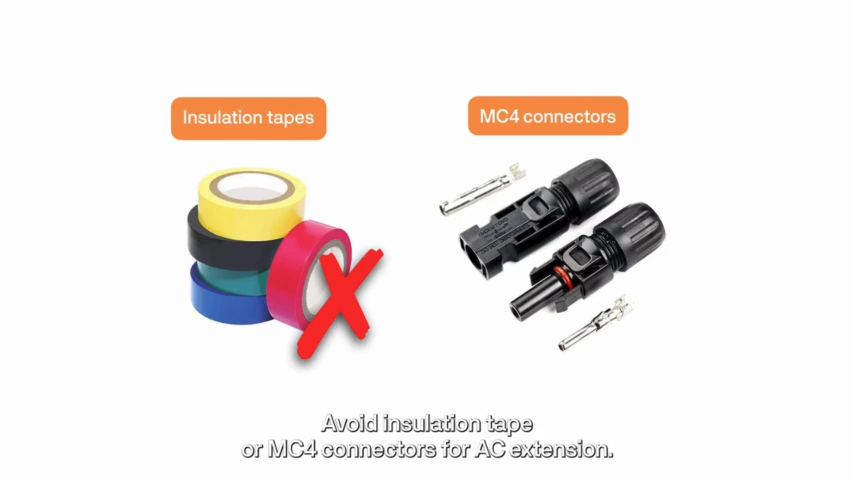 Insulation tapes
MC4 connectors
Avoid insulation tape
or MC4 connectors for AC extension.